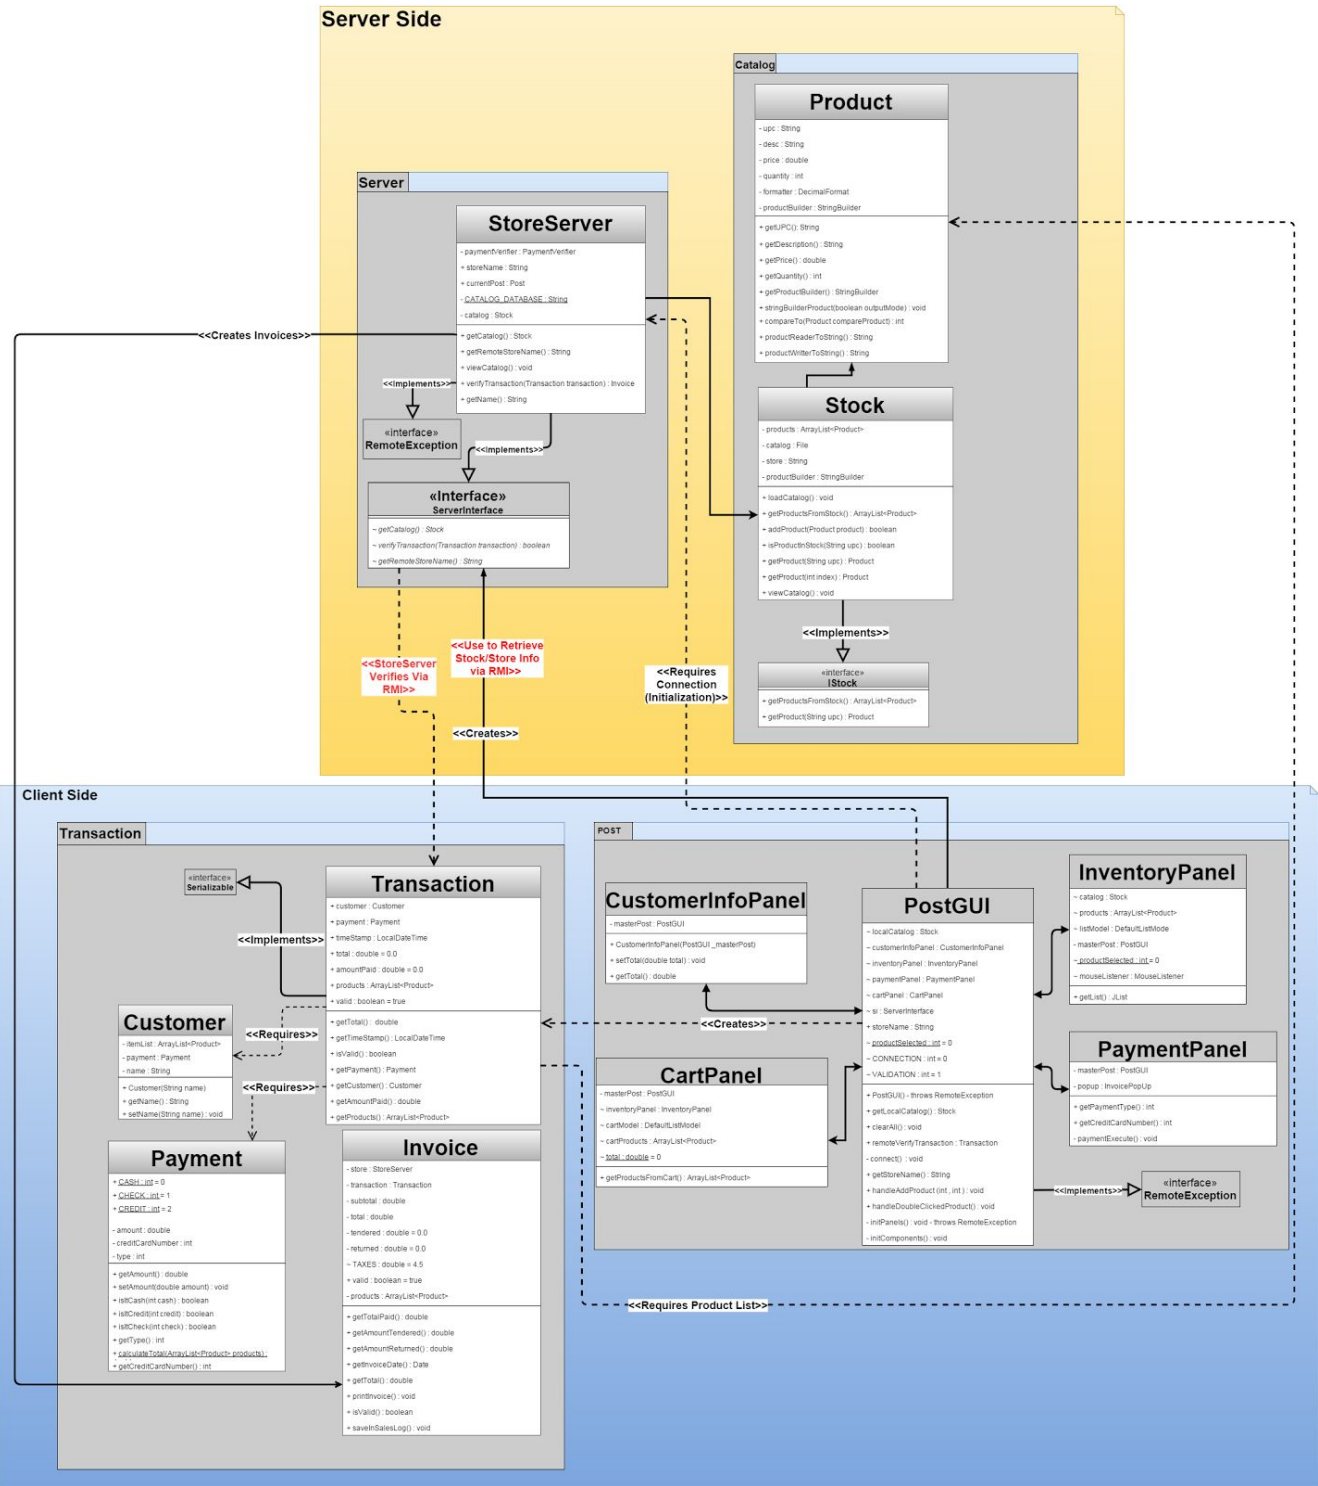 Server Side
Catalog
Product
- upc : String
- desc : String
- price : double
- quantity : int
- formatter : DecimalFormat
- productBuilder : StringBuilder
+ getUPC(): String
+ getDescription() : String
+ getPrice() : double
+ getQuantity() : int
+ getProductBuilder() : StringBuilder
+ stringBuilderProduct(boolean outputMode) : void
+ compareTo(Product compareProduct) : int
+ productReaderToString() : String
+ productWritterToString() : String
Server
StoreServer
- paymentVerifier : PaymentVerifier
+ storeName : String
+ currentPost : Post
- CATALOG_DATABASE : String
- catalog : Stock
+ getCatalog() : Stock
+ getRemoteStoreName() : String
+ viewCatalog() : void
+ verifyTransaction(Transaction transaction) : Invoice
+ getName() : String
<<Creates Invoices>>
<<Implements>>
«interface»
RemoteException
<<Implements>>
«Interface»
ServerInterface
~ getCatalog() : Stock
~ verifyTransaction(Transaction transaction) : boolean
~ getRemoteStoreName() : String
Stock
- products : ArrayList<Product>
- catalog : File
- store : String
- productBuilder : StringBuilder
+ loadCatalog() : void
+ getProductsFromStock() : ArrayList<Product>
+ addProduct(Product product) : boolean
+ isProductInStock(String upc) : boolean
+ getProduct(String upc) : Product
+ getProduct(int index) : Product
+ viewCatalog() : void
<<Implements>>
«interface»
IStock
+ getProductsFromStock() : ArrayList<Product>
+ getProduct(String upc) : Product
<<StoreServer
Verifies Via
RMI>>
<<Use to Retrieve
Stock/Store Info
via RMI>>
<<Requires
Connection
(Initialization)>>
<<Creates>>
Client Side
Transaction
«interface»
Serializable
<<Implements>>
Transaction
+ customer : Customer
+ payment : Payment
+ timeStamp : LocalDateTime
+ total : double = 0.0
+ amountPaid : double = 0.0
+ products : ArrayList<Product>
+ valid : boolean = true
+ getTotal() : double
+ getTimeStamp() : LocalDateTime
+ isValid() : boolean
+ getPayment() : Payment
+ getCustomer() : Customer
+ getAmountPaid() : double
+ getProducts() : ArrayList<Product>
<<Requires>>
<<Requires>>
Customer
- itemList : ArrayList<Product>
- payment : Payment
- name : String
+ Customer(String name)
+ getName() : String
+ setName(String name) : void
Payment
+ CASH : int = 0
+ CHECK : int = 1
+ CREDIT : int = 2
- amount : double
- creditCardNumber : int
- type : int
+ getAmount() : double
+ setAmount(double amount) : void
+ isItCash(int cash) : boolean
+ isItCredit(int credit) : boolean
+ isItCheck(int check) : boolean
+ getType() : int
+ calculateTotal(ArrayList<Product> products) :
+ getCreditCardNumber() : int
Invoice
- store : StoreServer
- transaction : Transaction
- subtotal : double
- total : double
- tendered : double = 0.0
- returned : double = 0.0
~ TAXES : double = 4.5
+ valid : boolean = true
- products : ArrayList<Product>
+ getTotalPaid() : double
+ getAmountTendered() : double
+ getAmountReturned() : double
+ getInvoiceDate() : Date
+ getTotal() : double
+ printInvoice() : void
+ isValid() : boolean
+ saveInSalesLog() : void
POST
CustomerInfoPanel
- masterPost : PostGUI
+ CustomerInfoPanel(PostGUI _masterPost)
+ setTotal(double total) : void
+ getTotal() : double
<<Creates>>
CartPanel
- masterPost : PostGUI
~ inventoryPanel : InventoryPanel
~ cartModel : DefaultListModel
~ cartProducts : ArrayList<Product>
~ total : double = 0
+ getProductsFromCart() : ArrayList<Product>
PostGUI
~ localCatalog : Stock
~ customerInfoPanel : CustomerInfoPanel
~ inventoryPanel : InventoryPanel
~ paymentPanel : PaymentPanel
~ cartPanel : CartPanel
~ si : ServerInterface
+ storeName : String
~ productSelected : int = 0
~ CONNECTION : int = 0
~ VALIDATION : int = 1
+ PostGUI() - throws RemoteException
+ getLocalCatalog() : Stock
+ clearAll() : void
+ remoteVerifyTransaction : Transaction
- connect() : void
+ getStoreName() : String
+ handleAddProduct (int , int ) : void
+ handleDoubleClickedProduct() : void
- initPanels() : void - throws RemoteException
- initComponents() : void
InventoryPanel
~ catalog : Stock
~ products : ArrayList<Product>
~ listModel : DefaultListMode
- masterPost : PostGUI
~ productSelected : int = 0
~ mouseListener : MouseListener
+ getList() : JList
PaymentPanel
- masterPost : PostGUI
- popup : InvoicePopUp
+ getPaymentType() : int
+ getCreditCardNumber() : int
- paymentExecute() : void
<<Implements>>
«interface»
RemoteException
<<Requires Product List>>